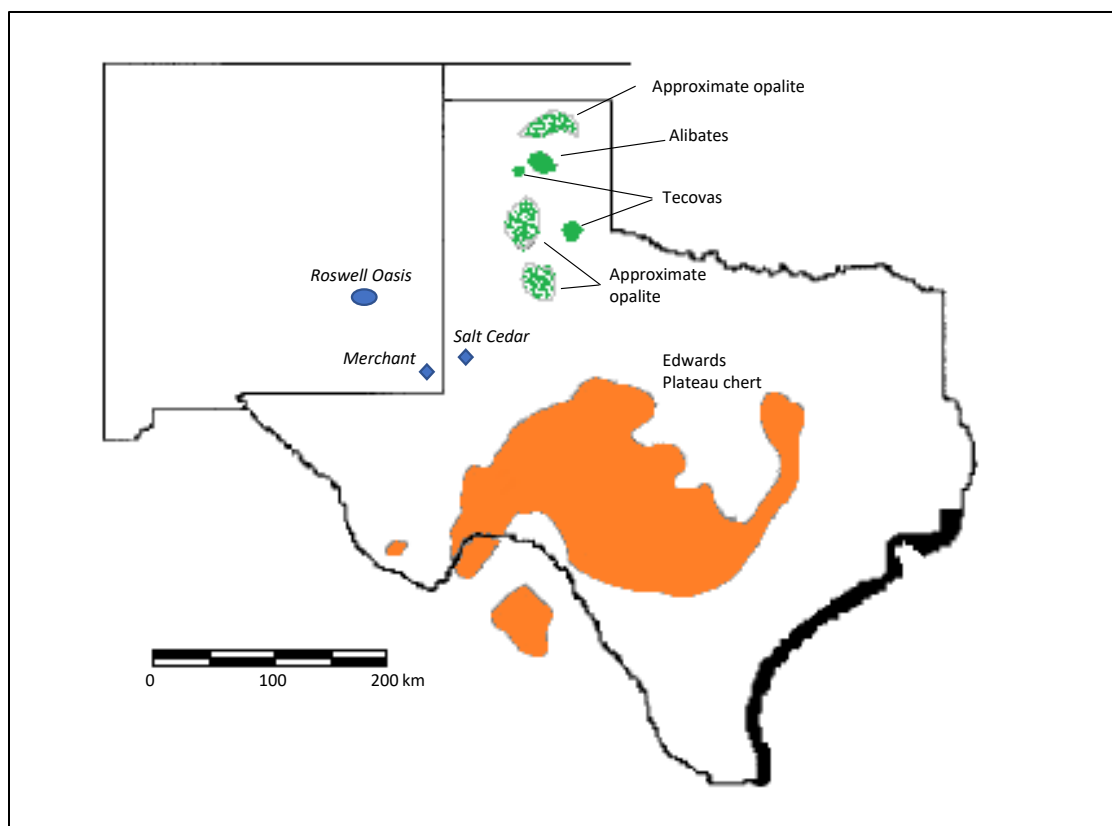 Approximate opalite
Alibates
Tecovas
Roswell Oasis
Approximate
opalite
Salt Cedar
Merchant
Edwards
Plateau chert
0 100 200 km